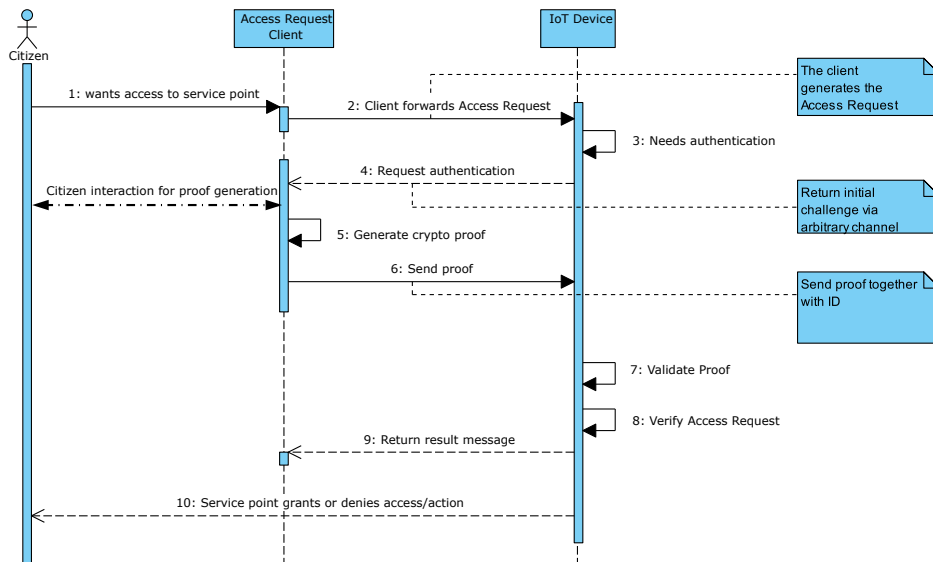 Access Request
Client
IoT Device
Citizen
The client
generates the
Access Request
1: wants access to service point
2: Client forwards Access Request
3: Needs authentication
4: Request authentication
Citizen interaction for proof generation
Return initial
challenge via
arbitrary channel
5: Generate crypto proof
6: Send proof
Send proof together
with ID
7: Validate Proof
8: Verify Access Request
9: Return result message
10: Service point grants or denies access/action